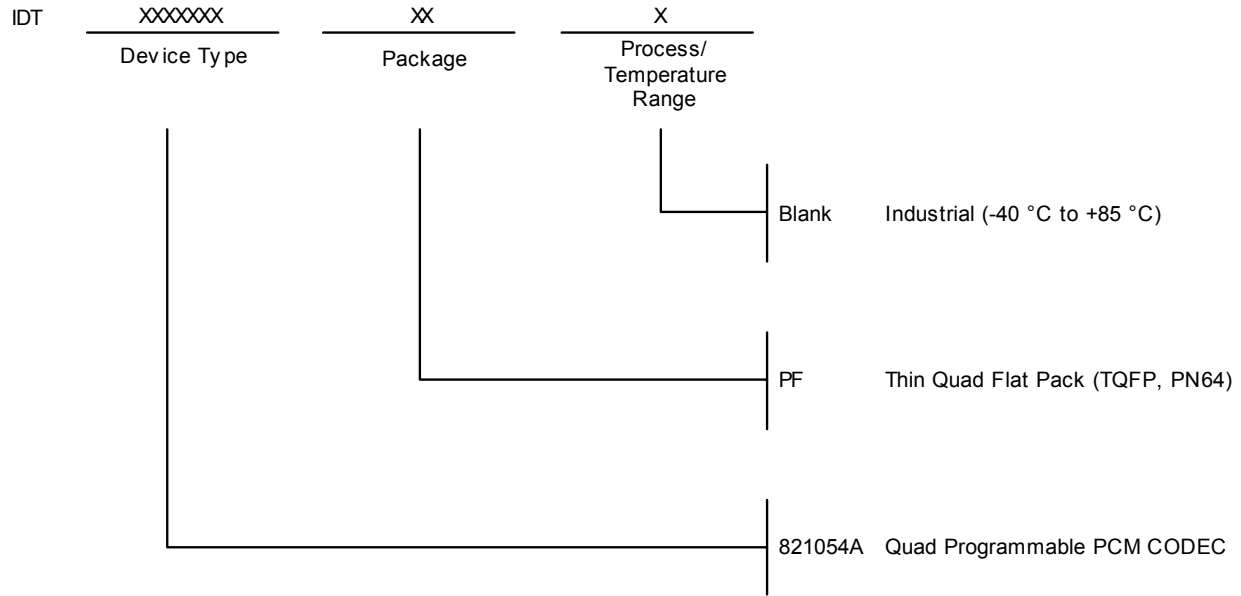 IDT XXXXXXX XX X
Device Type Package Process/
Temperature
Range
Blank Industrial (-40 °C to +85 °C)
PF Thin Quad Flat Pack (TQFP, PN64)
821054A Quad Programmable PCM CODEC